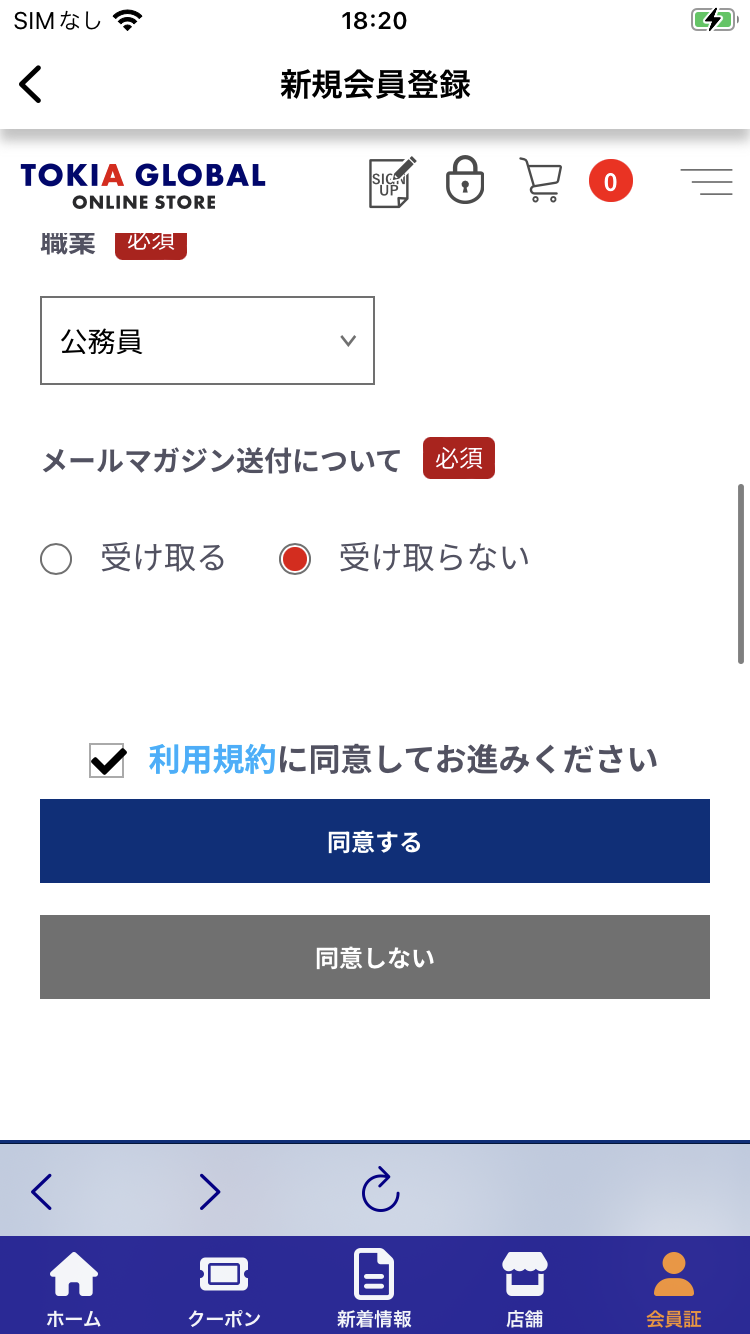 SIMなし 18:20
新規会員登録
TOKIA GLOBAL
ONLINE STORE
SIGN
UP
0
職業 必須
公務員
メールマガジン送付について 必須
受け取る 受け取らない
利用規約に同意してお進みください
同意する
同意しない
ホーム クーポン 新着情報 店舗 会員証